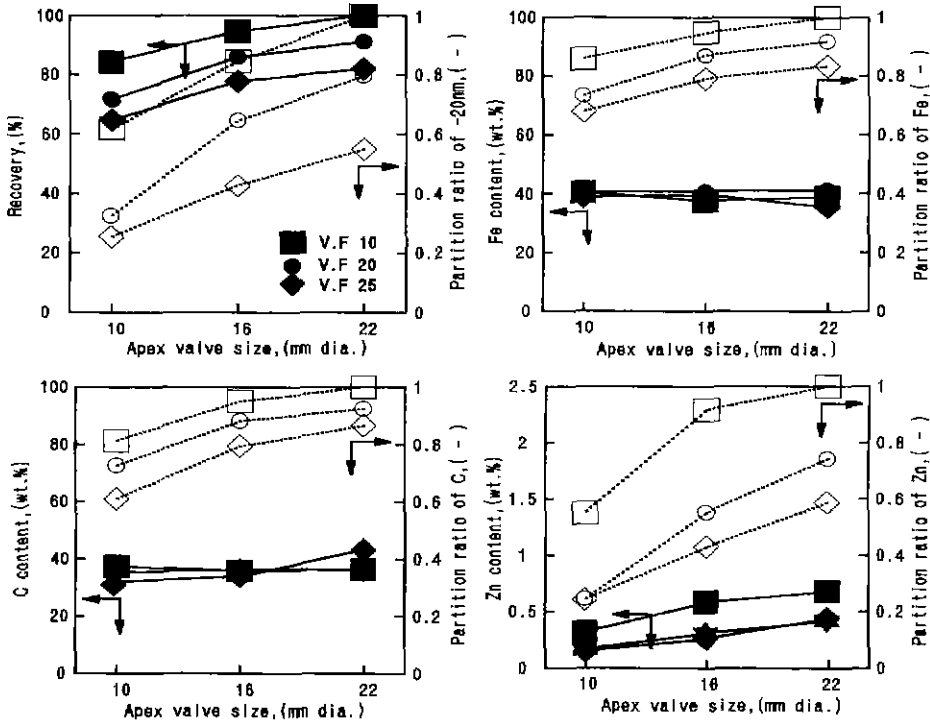 100
80
60
40
20
0
Recovery,(%)
1
0.8
0.6
0.4
0.2
0
Partition ratio of -20nm,( - )
V.F 10
V.F 20
V.F 25
10 16 22
Apex valve size,(mm dia.)
100
80
60
40
20
0
Fe content,(wt.%)
1
0.8
0.6
0.4
0.2
0
Partition ratio of Fe,( - )
10 16 22
Apex valve size,(mm dia.)
100
80
60
40
20
0
C content,(wt.%)
1
0.8
0.6
0.4
0.2
0
Partition ratio of C,( - )
10 16 22
Apex valve size,(mm dia.)
2.5
2
1.5
1
0.5
0
Zn content,(wt.%)
1
0.8
0.6
0.4
0.2
0
Partition ratio of Zn,( - )
10 16 22
Apex valve size,(mm dia.)